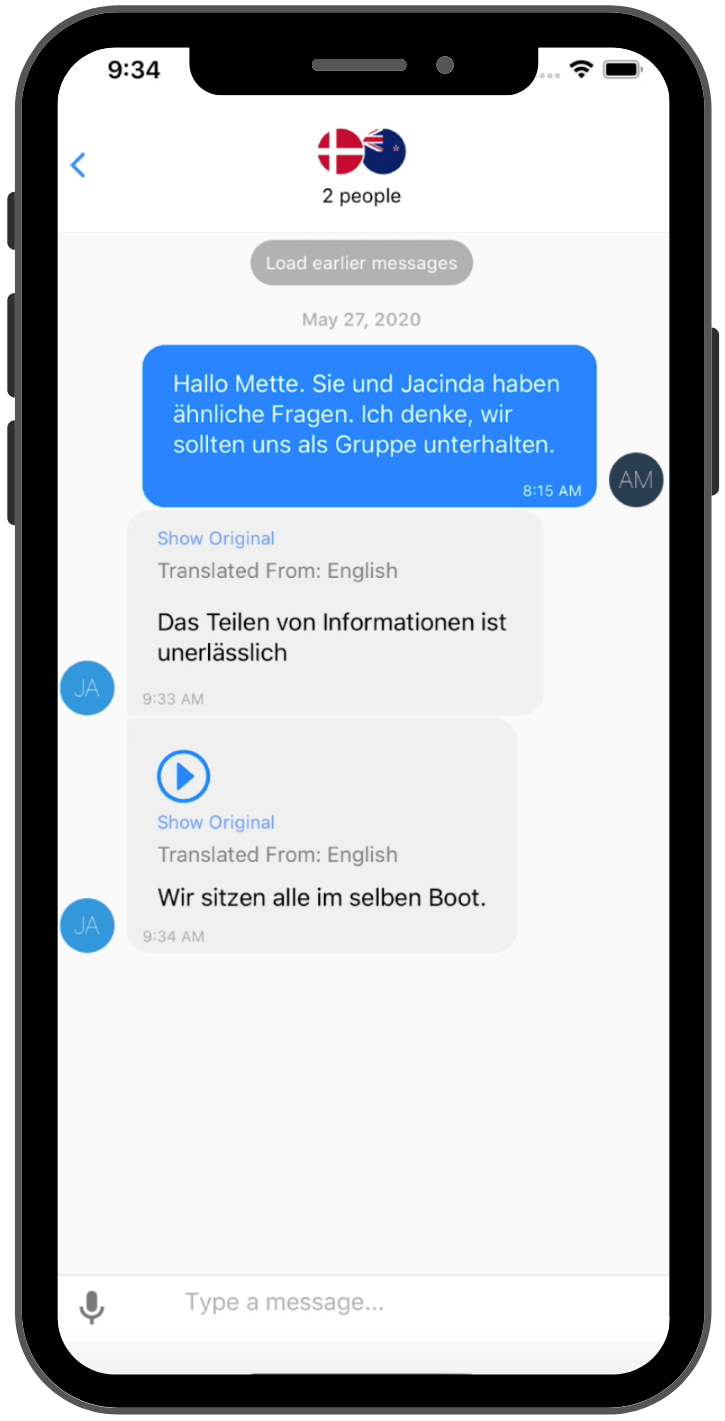 9:34
2 people
Load earlier messages
May 27, 2020
Hallo Mette. Sie und Jacinda haben
ähnliche Fragen. Ich denke, wir
sollten uns als Gruppe unterhalten.
8:15 AM
AM
Show Original
Translated From: English
Das Teilen von Informationen ist
unerlässlich
JA
9:33 AM
Show Original
Translated From: English
Wir sitzen alle im selben Boot.
JA
9:34 AM
Type a message...